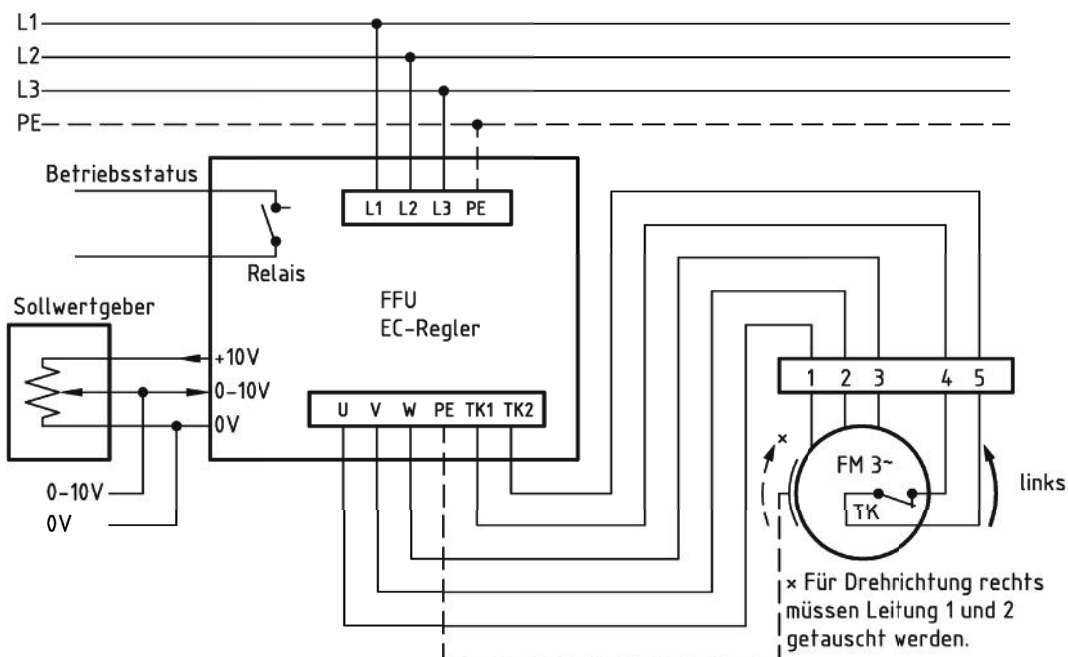 L1
L2
L3
PE
Betriebsstatus
L1 L2 L3 PE
Relais
Sollwertgeber
FFU
EC-Regler
+10V
0-10V
0V
U V W PE TK1 TK2
1 2 3 4 5
×
FM 3~
TK
links
0-10V
0V
× Für Drehrichtung rechts
müssen Leitung 1 und 2
getauscht werden.